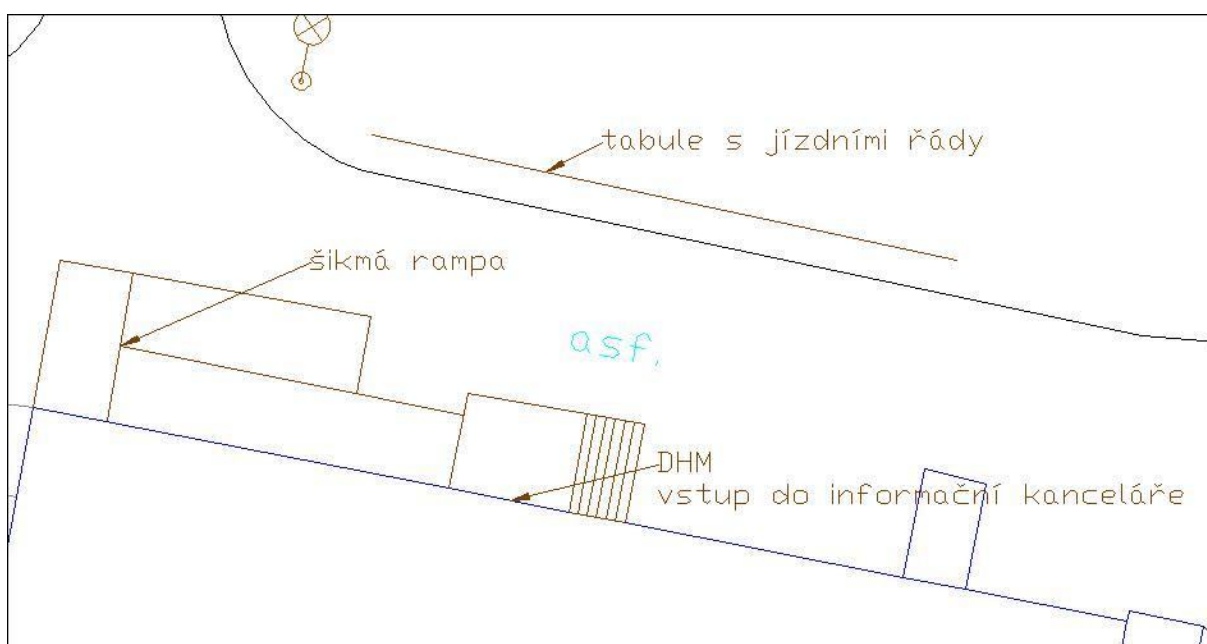 tabule s jízdními řády
šikmá rampa
asf.
DHM
vstup do informační kanceláře